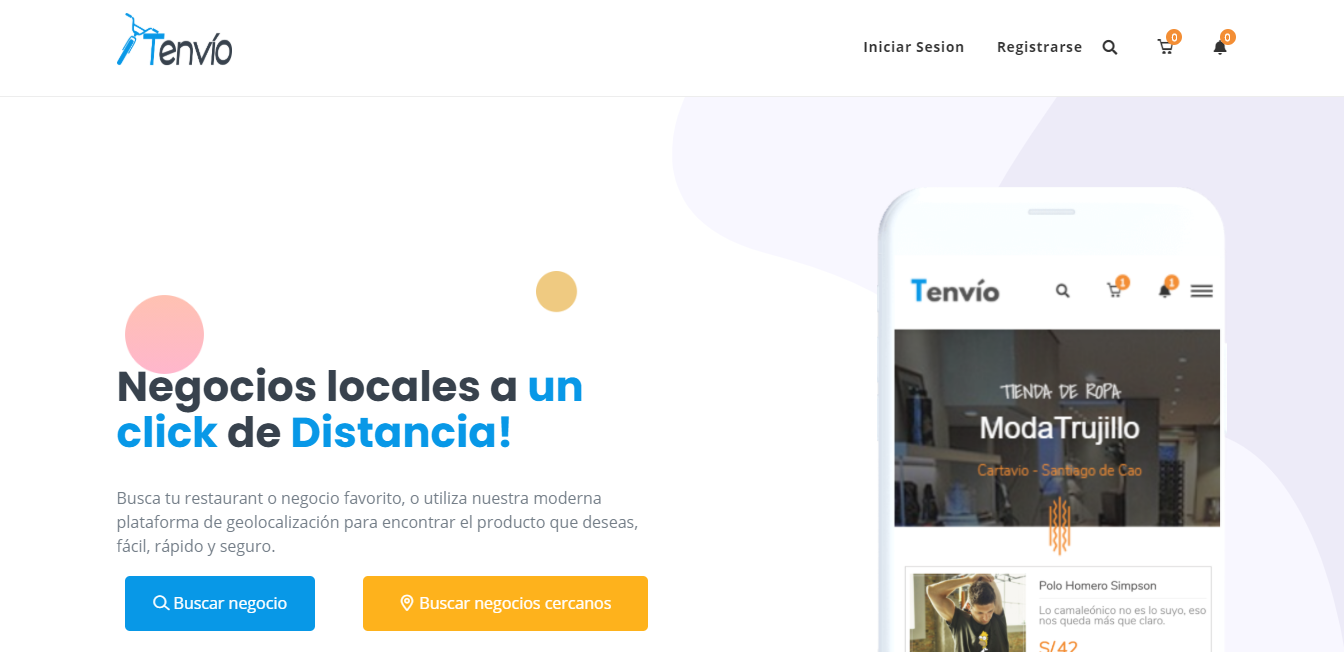 Tenvío
Iniciar Sesion
Registrarse
0
0
Negocios locales a un
click de Distancia!
Busca tu restaurant o negocio favorito, o utiliza nuestra moderna
plataforma de geolocalización para encontrar el producto que deseas,
fácil, rápido y seguro.
Buscar negocio
Buscar negocios cercanos
Tenvío
1
1
TIENDA DE ROPA
ModaTrujillo
Cartavio - Santiago de Cao
Polo Homero Simpson
Lo camaleónico no es lo suyo, eso
nos queda más que claro.
S/42